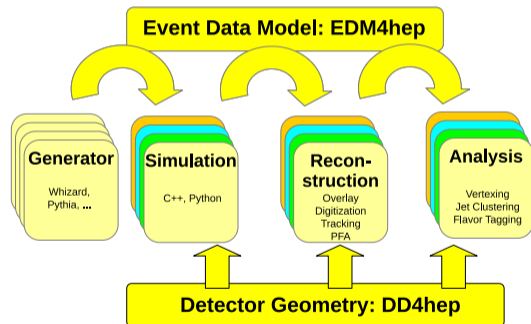 Event Data Model: EDM4hep
Generator
Whizard,
Pythia, ...
Simulation
C++, Python
Recon-
struction
Overlay
Digitization
Tracking
PFA
Analysis
Vertexing
Jet Clustering
Flavor Tagging
Detector Geometry: DD4hep